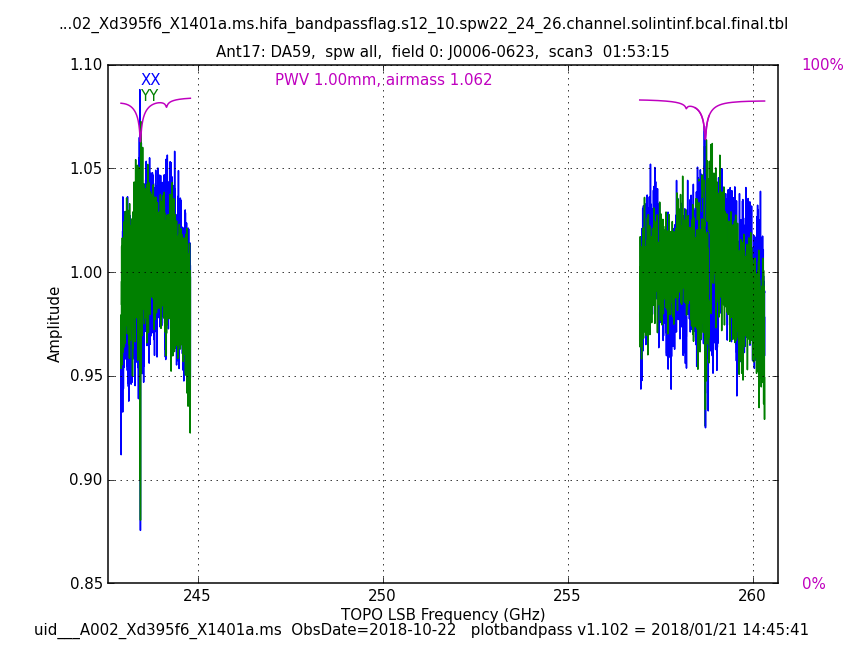 ...02_Xd395f6_X1401a.ms.hifa_bandpassflag.s12_10.spw22_24_26.channel.solintinf.bcal.final.tbl
Ant17: DA59,  spw all,  field 0: J0006-0623,  scan3  01:53:15
1.10
XX
PWV 1.00mm, airmass 1.062
100%
YY
1.05
1.00
Amplitude
0.95
0.90
0.85
0%
245
250
255
260
TOPO LSB Frequency (GHz)
uid___A002_Xd395f6_X1401a.ms  ObsDate=2018-10-22   plotbandpass v1.102 = 2018/01/21 14:45:41